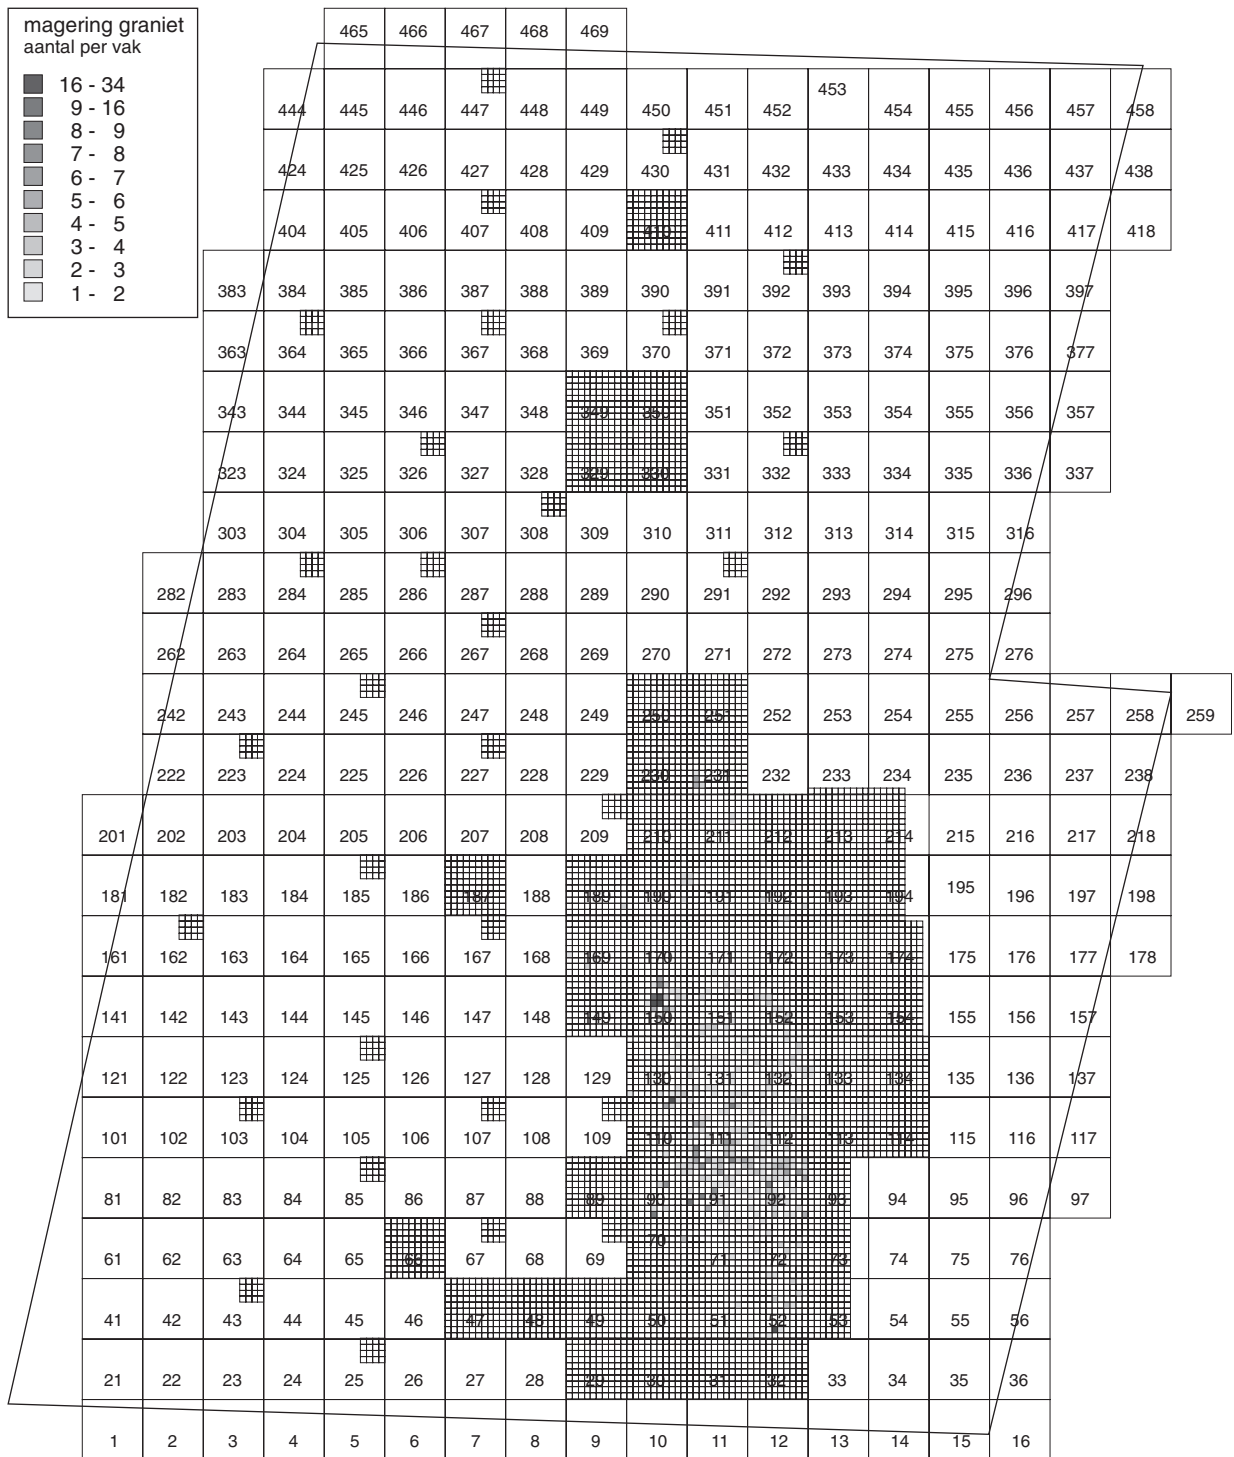 magering graniet
aantal per vak
16 - 34
9 - 16
8 - 9
7 - 8
6 - 7
5 - 6
4 - 5
3 - 4
2 - 3
1 - 2
465 466 467 468 469
444 445 446 447 448 449 450 451 452 453 454 455 456 457 458
424 425 426 427 428 429 430 431 432 433 434 435 436 437 438
404 405 406 407 408 409 410 411 412 413 414 415 416 417 418
383 384 385 386 387 388 389 390 391 392 393 394 395 396 397
363 364 365 366 367 368 369 370 371 372 373 374 375 376 377
343 344 345 346 347 348 349 350 351 352 353 354 355 356 357
323 324 325 326 327 328 329 330 331 332 333 334 335 336 337
303 304 305 306 307 308 309 310 311 312 313 314 315 316
282 283 284 285 286 287 288 289 290 291 292 293 294 295 296
262 263 264 265 266 267 268 269 270 271 272 273 274 275 276
242 243 244 245 246 247 248 249 250 251 252 253 254 255 256 257 258 259
222 223 224 225 226 227 228 229 230 231 232 233 234 235 236 237 238
201 202 203 204 205 206 207 208 209 210 211 212 213 214 215 216 217 218
181 182 183 184 185 186 187 188 189 190 191 192 193 194 195 196 197 198
161 162 163 164 165 166 167 168 169 170 171 172 173 174 175 176 177 178
141 142 143 144 145 146 147 148 149 150 151 152 153 154 155 156 157
121 122 123 124 125 126 127 128 129 130 131 132 133 134 135 136 137
101 102 103 104 105 106 107 108 109 110 111 112 113 114 115 116 117
81 82 83 84 85 86 87 88 89 90 91 92 93 94 95 96 97
61 62 63 64 65 66 67 68 69 70 71 72 73 74 75 76
41 42 43 44 45 46 47 48 49 50 51 52 53 54 55 56
21 22 23 24 25 26 27 28 29 30 31 32 33 34 35 36
1 2 3 4 5 6 7 8 9 10 11 12 13 14 15 16